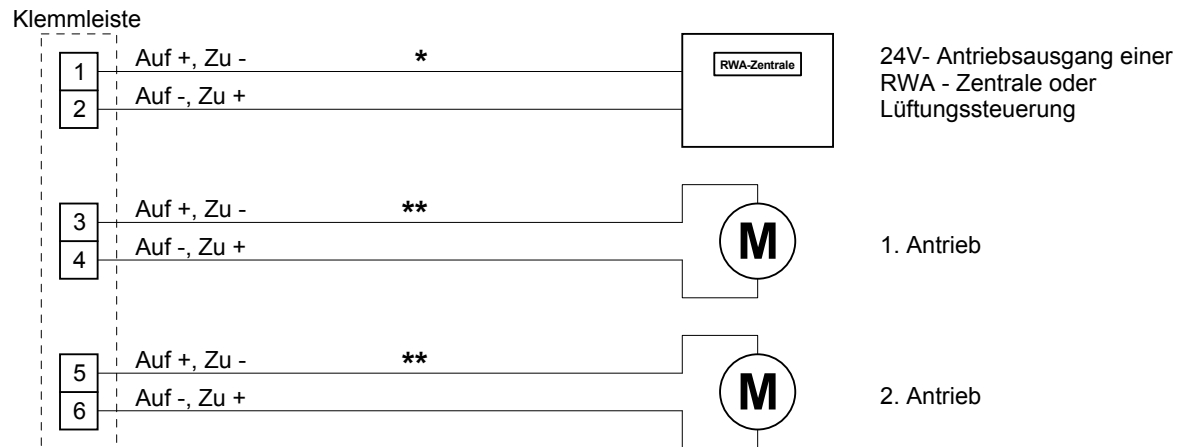 Klemmleiste
1 Auf +, Zu - *
2 Auf -, Zu +
RWA-Zentrale
24V- Antriebsausgang einer
RWA - Zentrale oder
Lüftungssteuerung
3 Auf +, Zu - **
4 Auf -, Zu +
M
1. Antrieb
5 Auf +, Zu - **
6 Auf -, Zu +
M
2. Antrieb